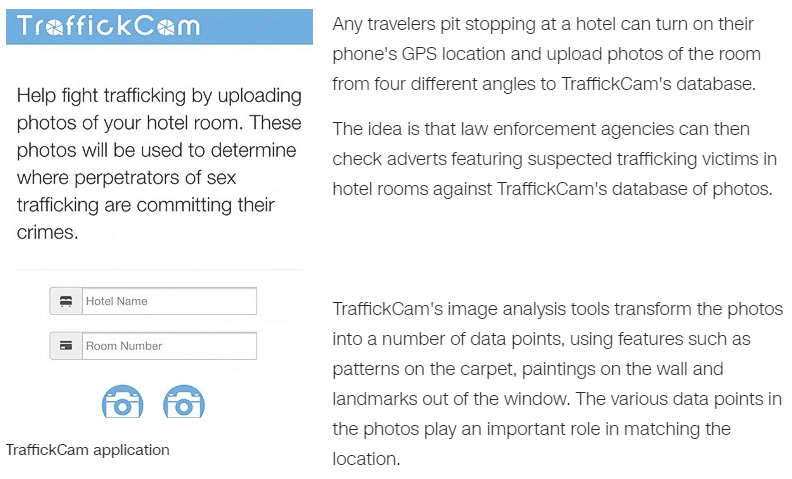 TraffickCam
Help fight trafficking by uploading
photos of your hotel room. These
photos will be used to determine
where perpetrators of sex
trafficking are committing their
crimes.
Hotel Name
Room Number
TraffickCam application
Any travelers pit stopping at a hotel can turn on their
phone's GPS location and upload photos of the room
from four different angles to TraffickCam's database.
The idea is that law enforcement agencies can then
check adverts featuring suspected trafficking victims in
hotel rooms against TraffickCam's database of photos.
TraffickCam's image analysis tools transform the photos
into a number of data points, using features such as
patterns on the carpet, paintings on the wall and
landmarks out of the window. The various data points in
the photos play an important role in matching the
location.